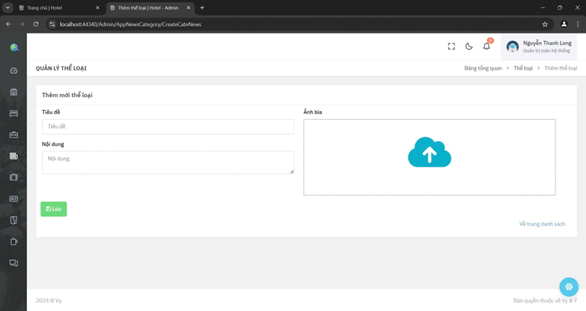 Trang chủ | Hotel
Thêm thể loại | Hotel - Admin
localhost:44340/Admin/AppNewsCategory/CreateCateNews
5
Nguyễn Thanh Long
Quản trị toàn hệ thống
QUẢN LÝ THỂ LOẠI
Bảng tổng quan
Thể loại
Thêm thể loại
Thêm mới thể loại
Tiêu đề
Tiêu đề
Nội dung
Nội dung
Ảnh bìa
Lưu
Về trang danh sách
2024 © Vy.
Bản quyền thuộc về Vy & Ý